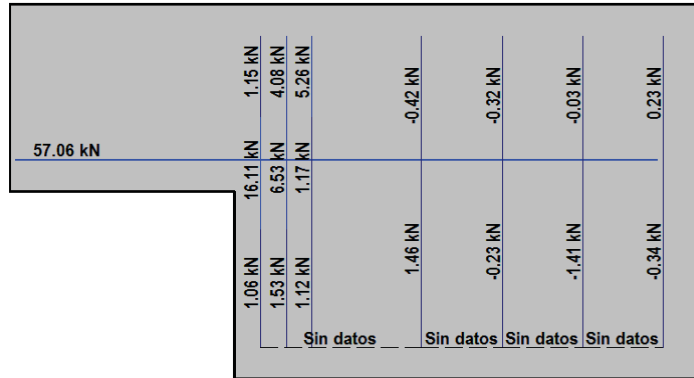 1.15 kN
4.08 kN
5.26 kN
-0.42 kN
-0.32 kN
-0.03 kN
0.23 kN
57.06 kN
16.11 kN
6.53 kN
1.17 kN
1.06 kN
1.53 kN
1.12 kN
1.46 kN
-0.23 kN
-1.41 kN
-0.34 kN
Sin datos Sin datos Sin datos Sin datos